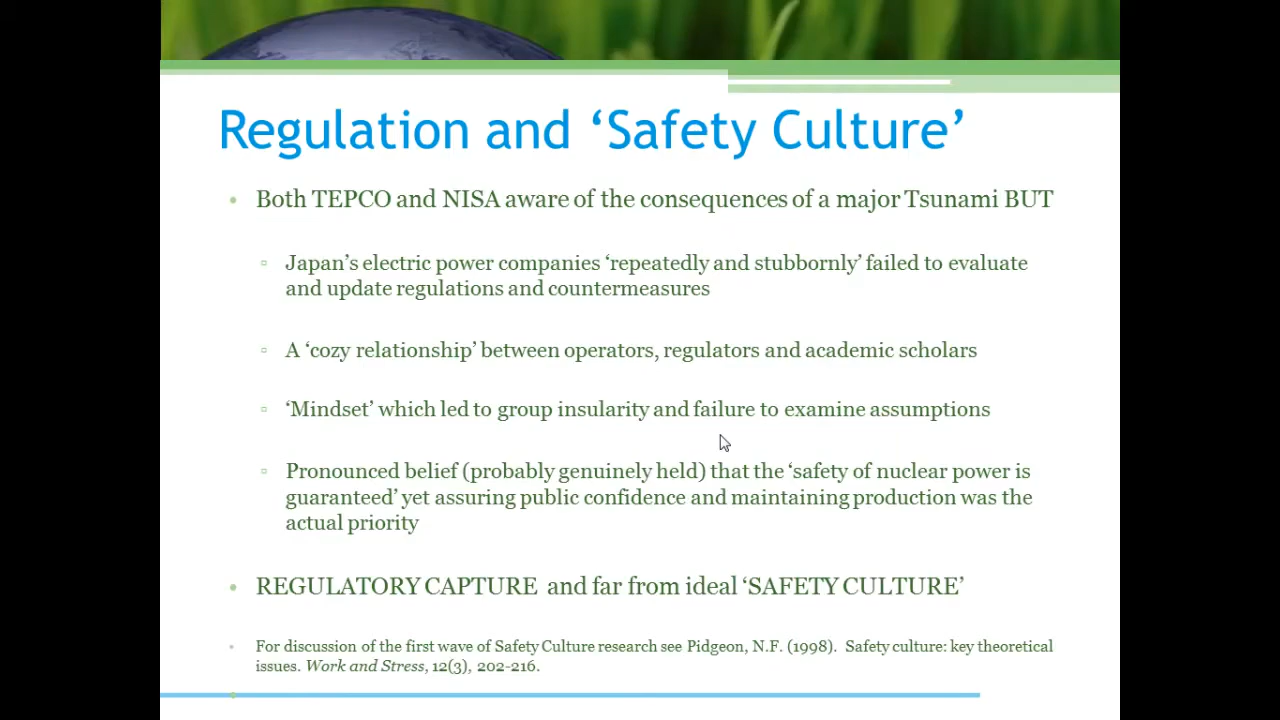 Regulation and ‘Safety Culture’
Both TEPCO and NISA aware of the consequences of a major Tsunami BUT
Japan’s electric power companies ‘repeatedly and stubbornly’ failed to evaluate
and update regulations and countermeasures
A ‘cozy relationship’ between operators, regulators and academic scholars
‘Mindset’ which led to group insularity and failure to examine assumptions
Pronounced belief (probably genuinely held) that the ‘safety of nuclear power is
guaranteed’ yet assuring public confidence and maintaining production was the
actual priority
REGULATORY CAPTURE and far from ideal ‘SAFETY CULTURE’
For discussion of the first wave of Safety Culture research see Pidgeon, N.F. (1998). Safety culture: key theoretical
issues. Work and Stress, 12(3), 202-216.